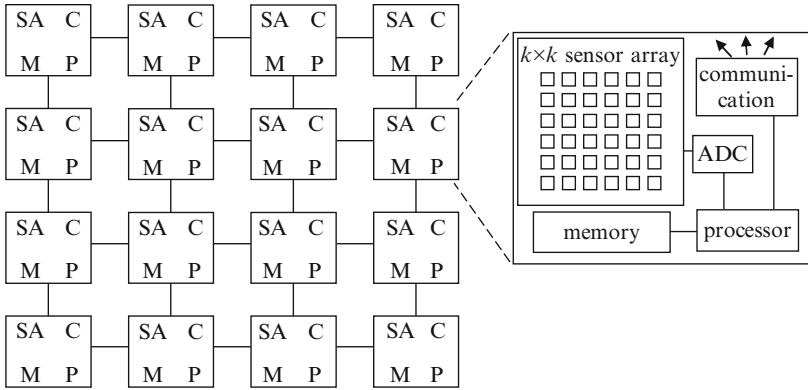 SA C SA C SA C SA C
M P M P M P M P
SA C SA C SA C SA C
M P M P M P M P
SA C SA C SA C SA C
M P M P M P M P
SA C SA C SA C SA C
M P M P M P M P
k×k sensor array
communi-
cation
ADC
memory
processor